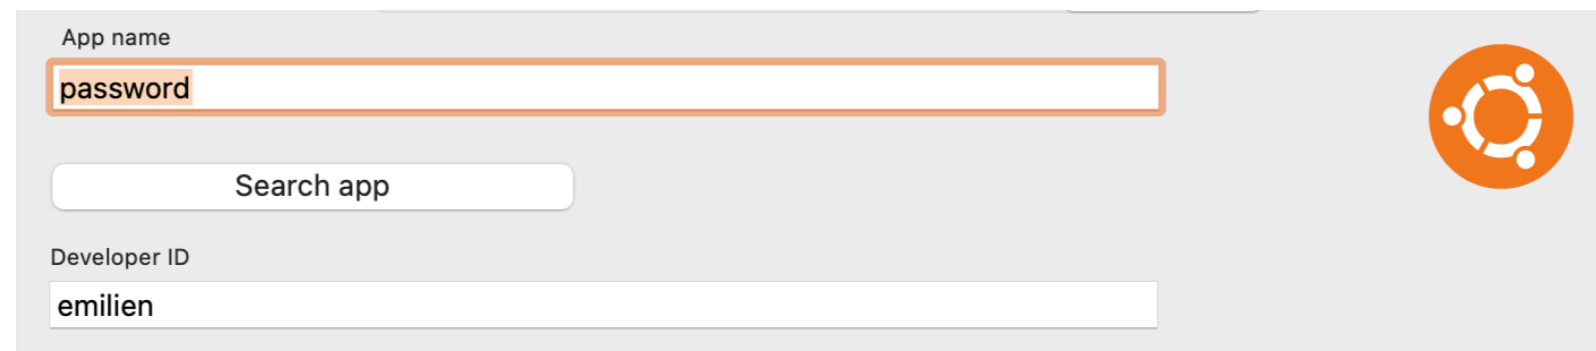 App name
password
Search app
Developer ID
emilien